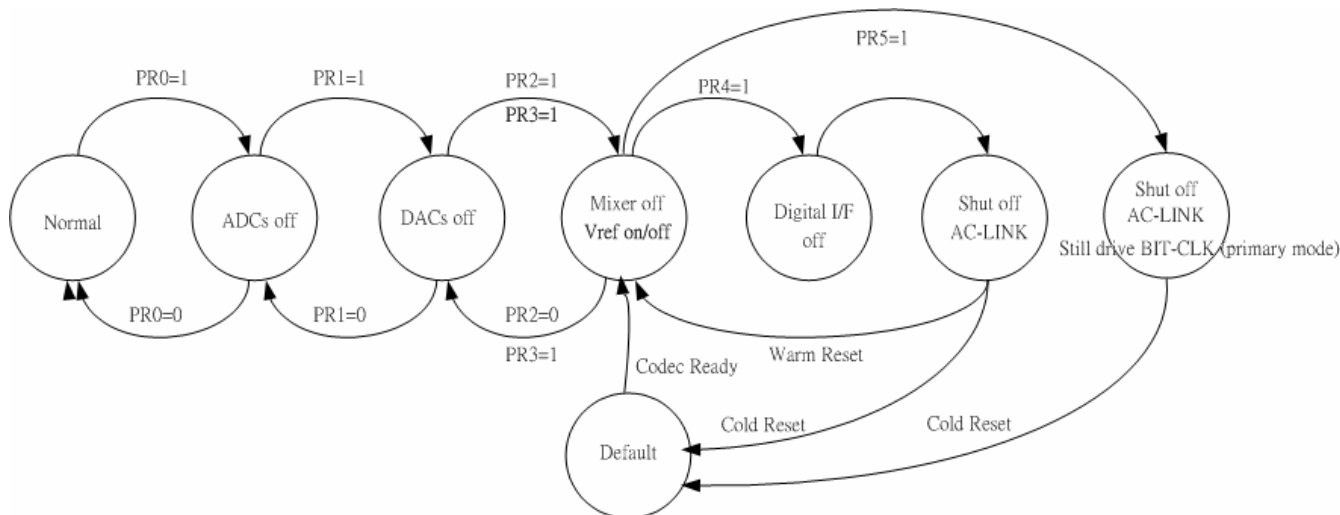 PR5=1
PR0=1
PR1=1
PR2=1
PR3=1
PR4=1
Normal
ADCs off
DACs off
Mixer off
Vref on/off
Digital I/F
off
Shut off
AC-LINK
Shut off
AC-LINK
Still drive BIT-CLK (primary mode)
PR0=0
PR1=0
PR2=0
PR3=1
Warm Reset
Codec Ready
Cold Reset
Cold Reset
Default